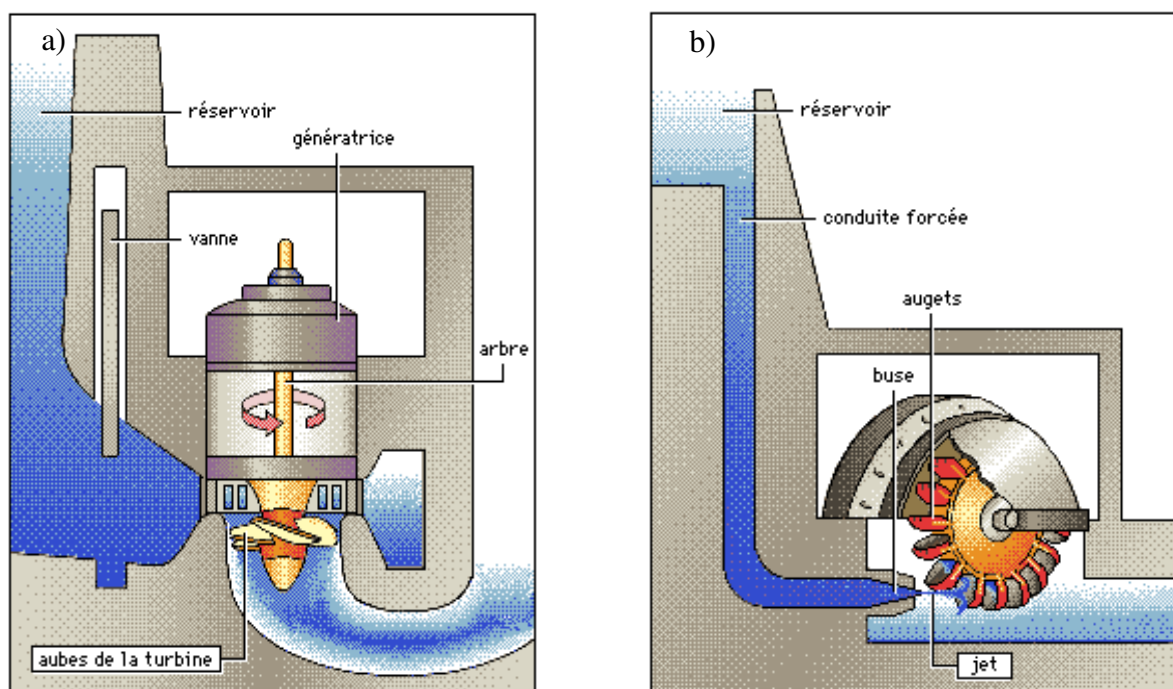 a)
réservoir
génératrice
vanne
arbre
aubes de la turbine
b)
réservoir
conduite forcée
augets
buse
jet